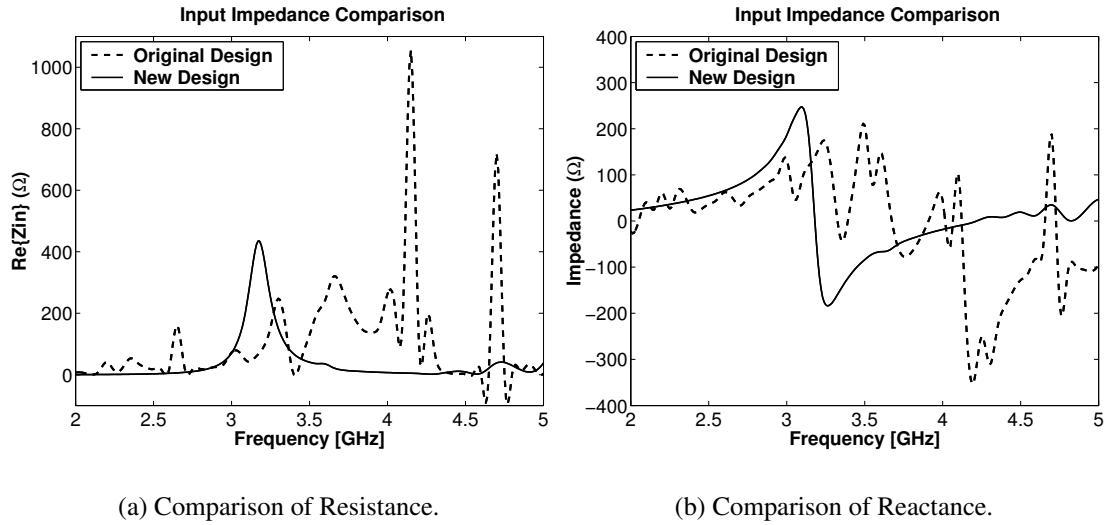 Input Impedance Comparison
Original Design
New Design
1000
800
600
400
200
0
Re{Zin} (Ω)
2
2.5
3
3.5
4
4.5
5
Frequency [GHz]
(a) Comparison of Resistance.
Input Impedance Comparison
Original Design
New Design
400
300
200
100
0
−100
−200
−300
−400
Impedance (Ω)
2
2.5
3
3.5
4
4.5
5
Frequency [GHz]
(b) Comparison of Reactance.